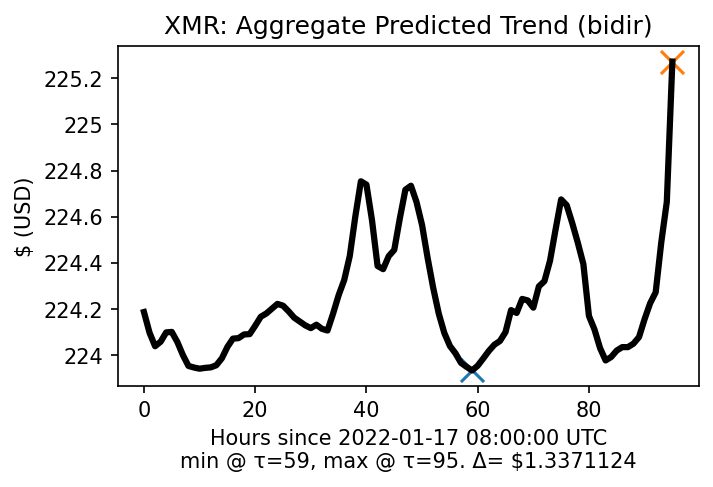 XMR: Aggregate Predicted Trend (bidir)
$ (USD)
225.2
225
224.8
224.6
224.4
224.2
224
0 20 40 60 80
Hours since 2022-01-17 08:00:00 UTC
min @ τ=59, max @ τ=95. Δ= $1.3371124